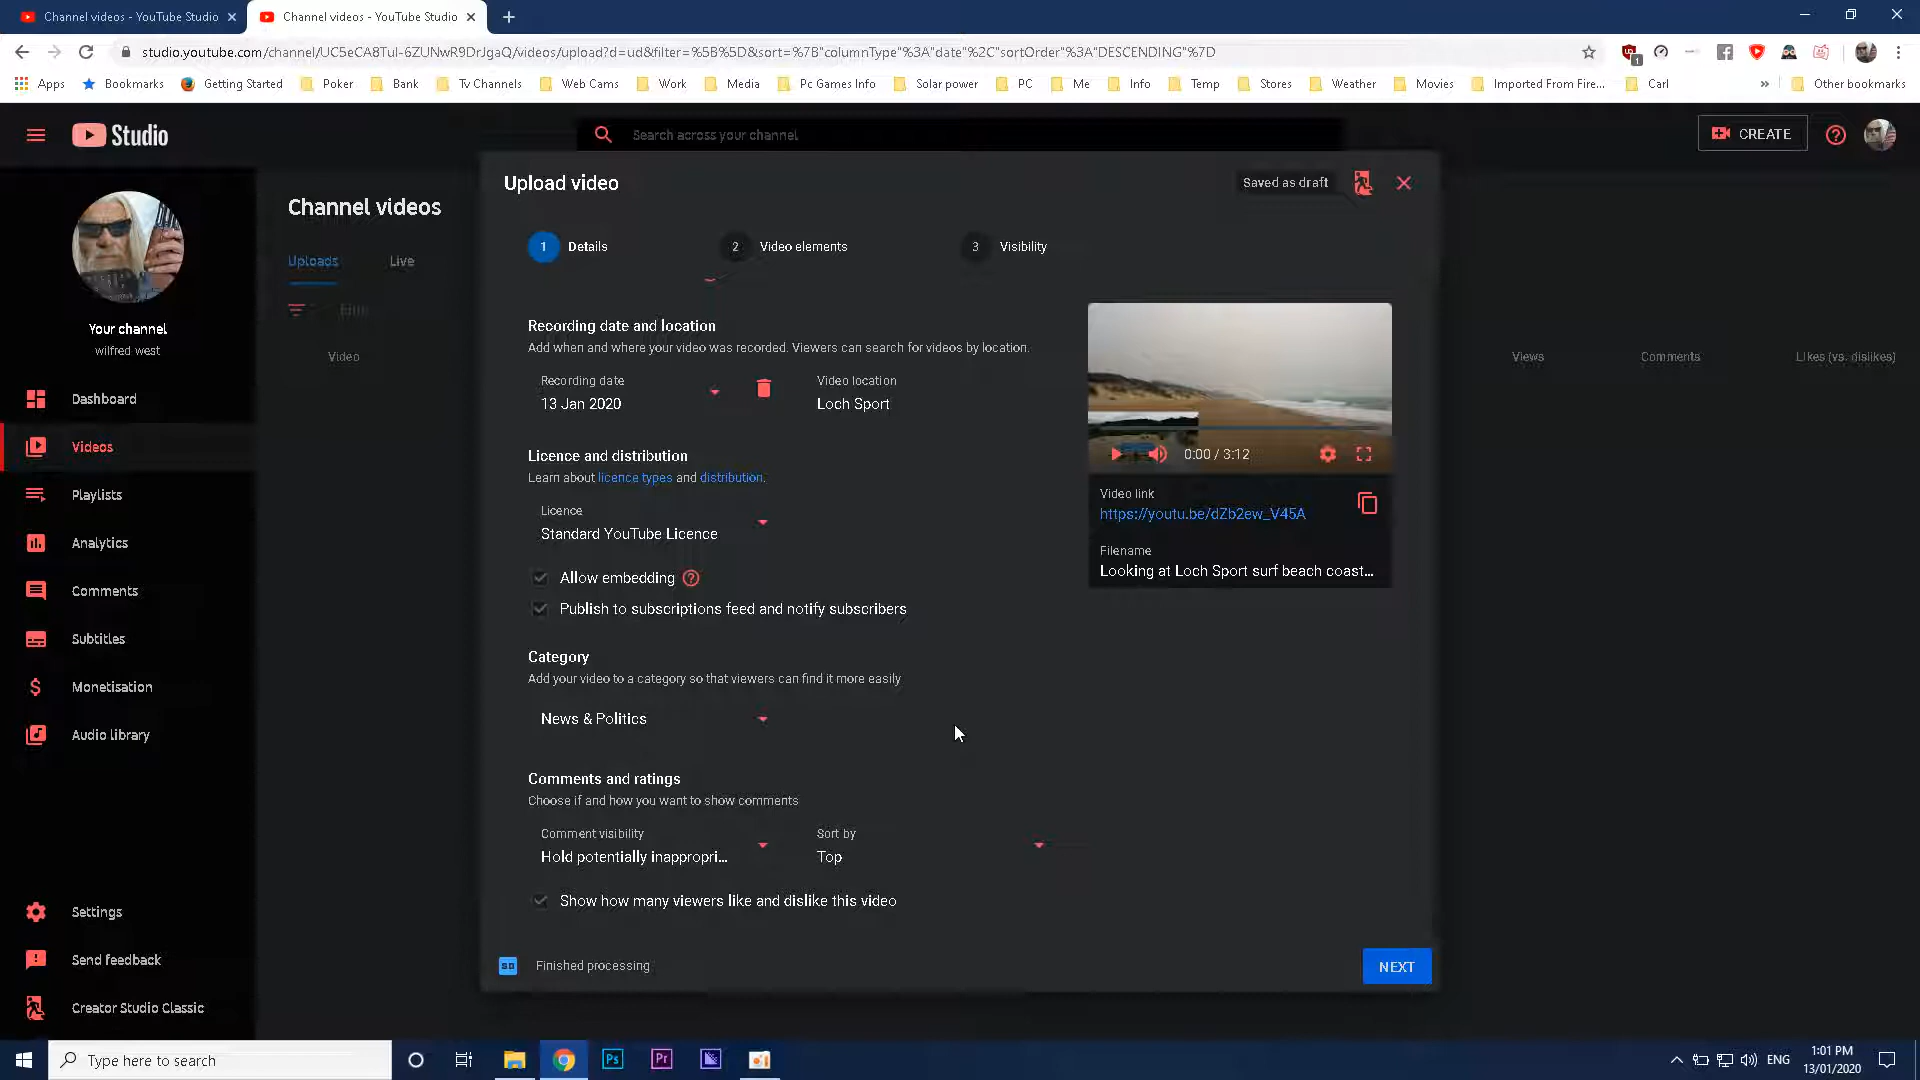 Channel videos - YouTube Studio
Channel videos - YouTube Studio
studio.youtube.com/channel/UC5eCA8TuI-6ZUNwR9DrJgaQ/videos/upload?d=ud&filter=%5B%5D&sort=%7B"columnType"%3A"date"%2C"sortOrder"%3A"DESCENDING"%7D
1
Apps
Bookmarks
Getting Started
Poker
Bank
Tv Channels
Web Cams
Work
Media
Pc Games Info
Solar power
PC
Me
Info
Temp
Stores
Weather
Movies
Imported From Fire...
Carl
»
Other bookmarks
Studio
Search across your channel
CREATE
Your channel
wilfred west
Dashboard
Videos
Playlists
Analytics
Comments
Subtitles
Monetisation
Audio library
Settings
Send feedback
Creator Studio Classic
Channel videos
Uploads
Live
Filter
Video
Views
Comments
Likes (vs. dislikes)
Upload video
Saved as draft
1 Details
2 Video elements
3 Visibility
Recording date and location
Add when and where your video was recorded. Viewers can search for videos by location.
Recording date
13 Jan 2020
Video location
Loch Sport
Licence and distribution
Learn about licence types and distribution.
Licence
Standard YouTube Licence
Allow embedding
Publish to subscriptions feed and notify subscribers
Category
Add your video to a category so that viewers can find it more easily
News & Politics
Comments and ratings
Choose if and how you want to show comments
Comment visibility
Hold potentially inappropri...
Sort by
Top
Show how many viewers like and dislike this video
0:00 / 3:12
Video link
https://youtu.be/dZb2ew_V45A
Filename
Looking at Loch Sport surf beach coast...
SD
Finished processing
NEXT
Type here to search
Ps
Pr
ENG
1:01 PM
13/01/2020